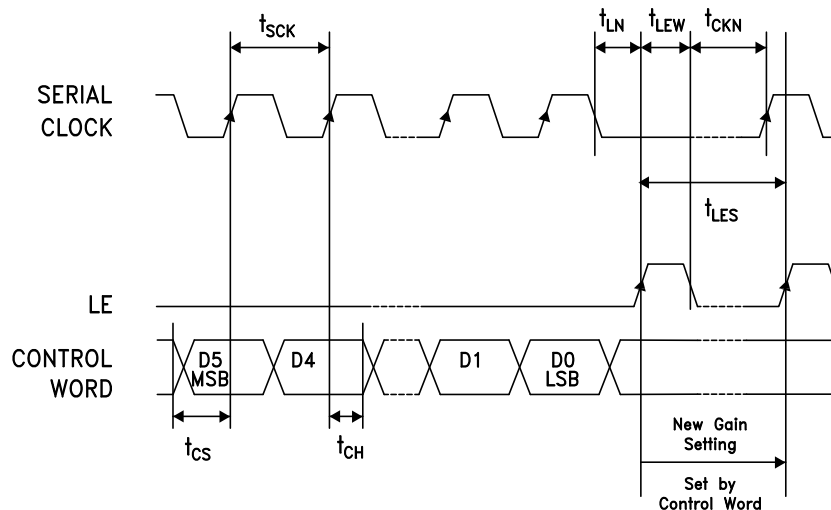 tSCK
tLN
tLEW
tCKN
SERIAL
CLOCK
tLES
LE
CONTROL
WORD
D5
MSB
D4
D1
D0
LSB
tCS
tCH
New Gain
Setting
Set by
Control Word